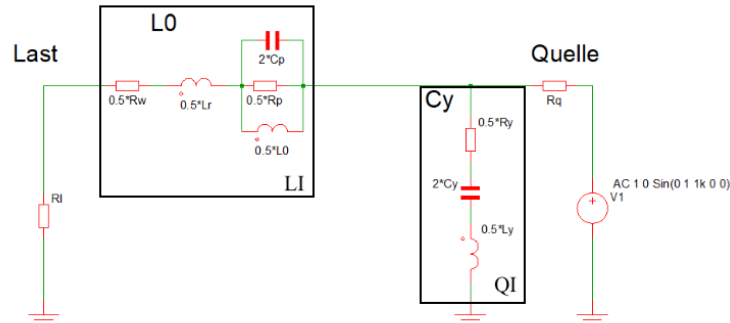 L0
Last
Quelle
2*Cp
0.5*Rw
0.5*Lr
0.5*Rp
0.5*L0
LI
Cy
Rq
0.5*Ry
2*Cy
0.5*Ly
QI
Rl
AC 1 0 Sin(0 1 1k 0 0)
V1